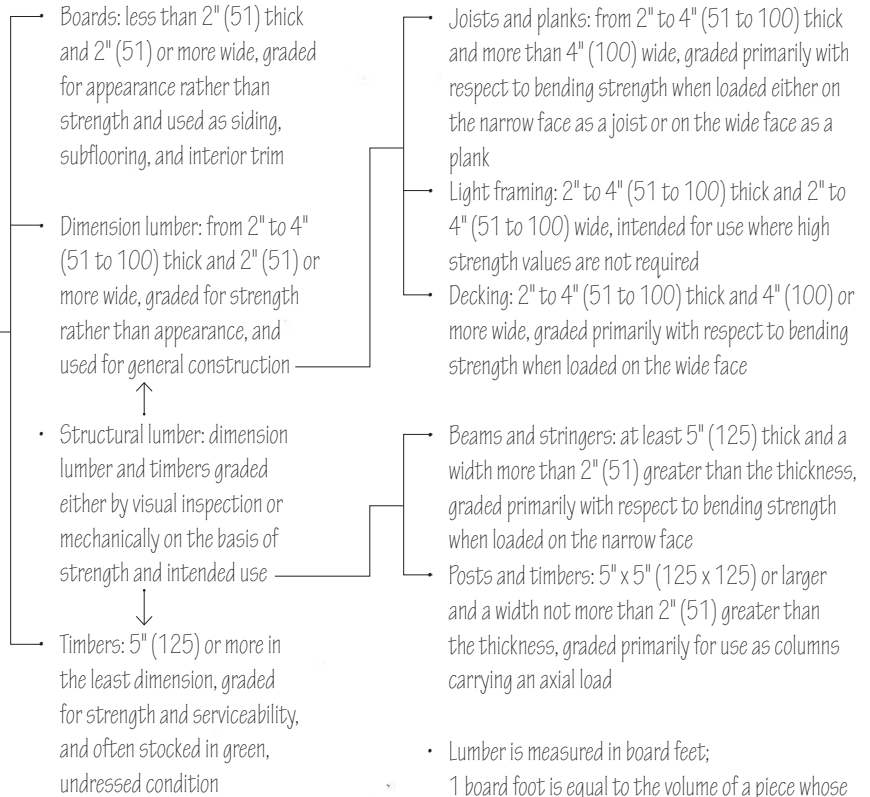 Boards: less than 2" (51) thick
and 2" (51) or more wide, graded
for appearance rather than
strength and used as siding,
subflooring, and interior trim
Dimension lumber: from 2" to 4"
(51 to 100) thick and 2" (51) or
more wide, graded for strength
rather than appearance, and
used for general construction
• Structural lumber: dimension
lumber and timbers graded
either by visual inspection or
mechanically on the basis of
strength and intended use
Timbers: 5" (125) or more in
the least dimension, graded
for strength and serviceability,
and often stocked in green,
undressed condition
Joists and planks: from 2" to 4" (51 to 100) thick
and more than 4" (100) wide, graded primarily with
respect to bending strength when loaded either on
the narrow face as a joist or on the wide face as a
plank
Light framing: 2" to 4" (51 to 100) thick and 2" to
4" (51 to 100) wide, intended for use where high
strength values are not required
Decking: 2" to 4" (51 to 100) thick and 4" (100) or
more wide, graded primarily with respect to bending
strength when loaded on the wide face
Beams and stringers: at least 5" (125) thick and a
width more than 2" (51) greater than the thickness,
graded primarily with respect to bending strength
when loaded on the narrow face
Posts and timbers: 5" x 5" (125 x 125) or larger
and a width not more than 2" (51) greater than
the thickness, graded primarily for use as columns
carrying an axial load
• Lumber is measured in board feet;
1 board foot is equal to the volume of a piece whose